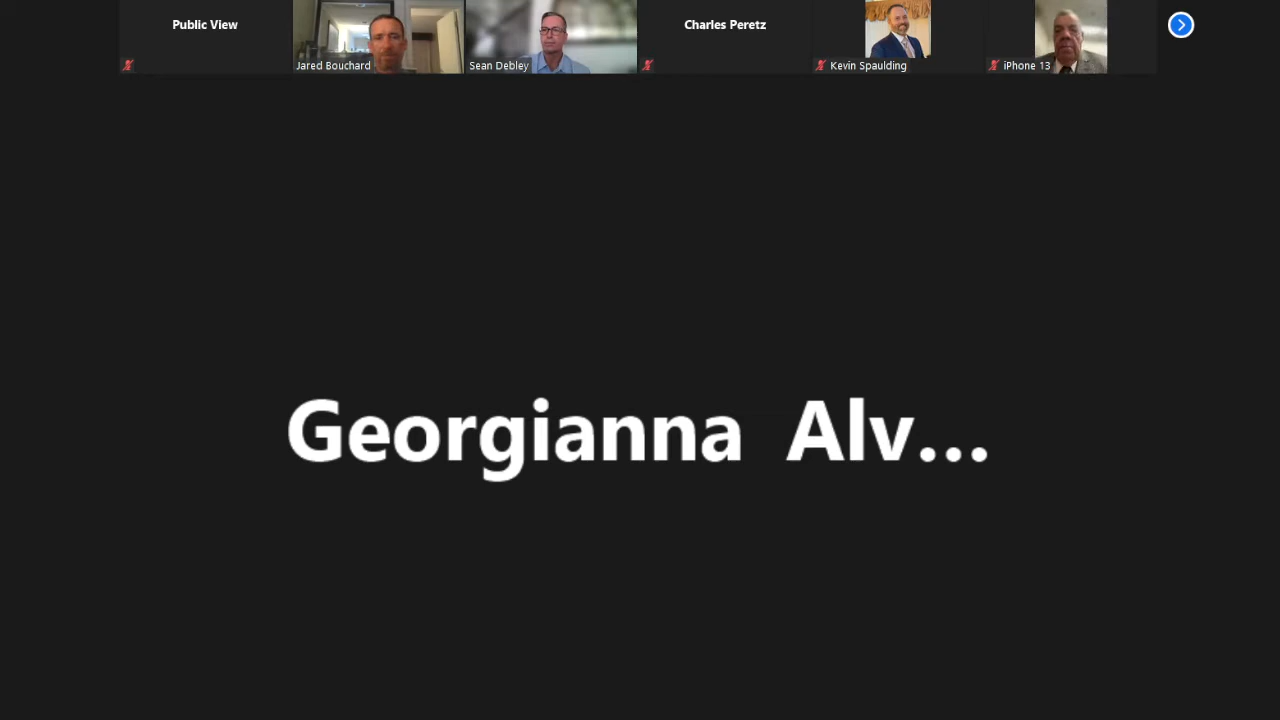 Public View
Jared Bouchard
Sean Debley
Charles Peretz
Kevin Spaulding
iPhone 13
Georgianna Alv...